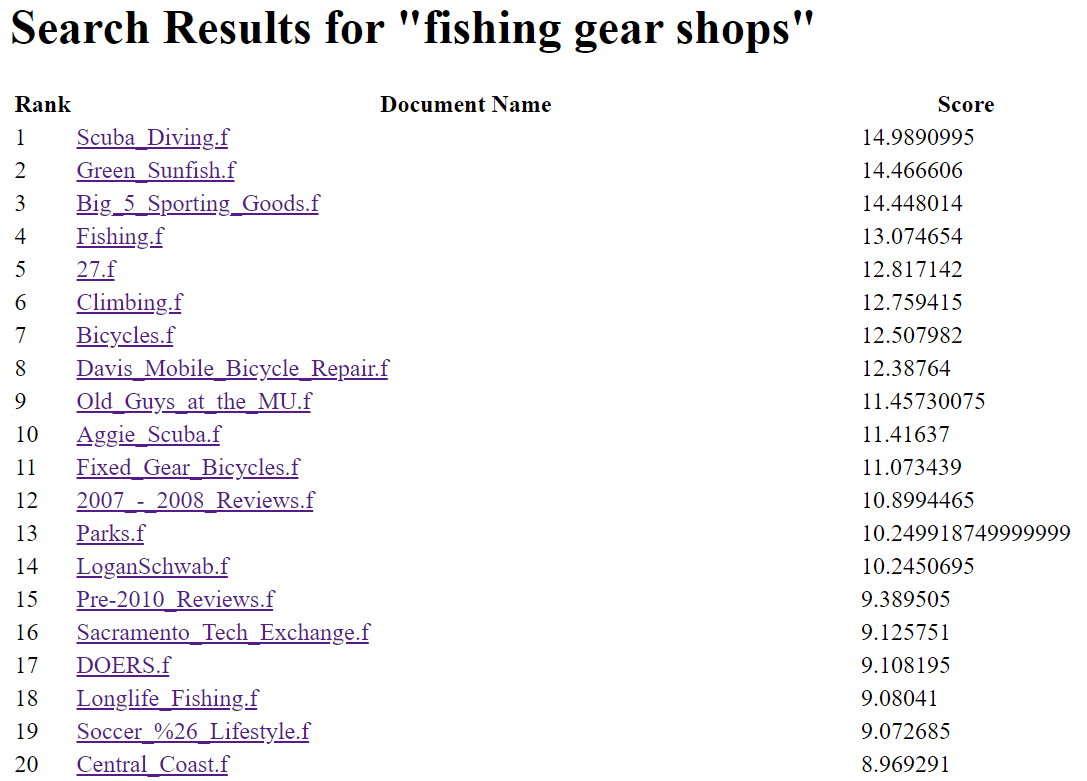 Search Results for "fishing gear shops"
Rank Document Name Score
1 Scuba_Diving.f 14.9890995
2 Green_Sunfish.f 14.466606
3 Big_5_Sporting_Goods.f 14.448014
4 Fishing.f 13.074654
5 27.f 12.817142
6 Climbing.f 12.759415
7 Bicycles.f 12.507982
8 Davis_Mobile_Bicycle_Repair.f 12.38764
9 Old_Guys_at_the_MU.f 11.45730075
10 Aggie_Scuba.f 11.41637
11 Fixed_Gear_Bicycles.f 11.073439
12 2007_-_2008_Reviews.f 10.8994465
13 Parks.f 10.249918749999999
14 LoganSchwab.f 10.2450695
15 Pre-2010_Reviews.f 9.389505
16 Sacramento_Tech_Exchange.f 9.125751
17 DOERS.f 9.108195
18 Longlife_Fishing.f 9.08041
19 Soccer_%26_Lifestyle.f 9.072685
20 Central_Coast.f 8.969291